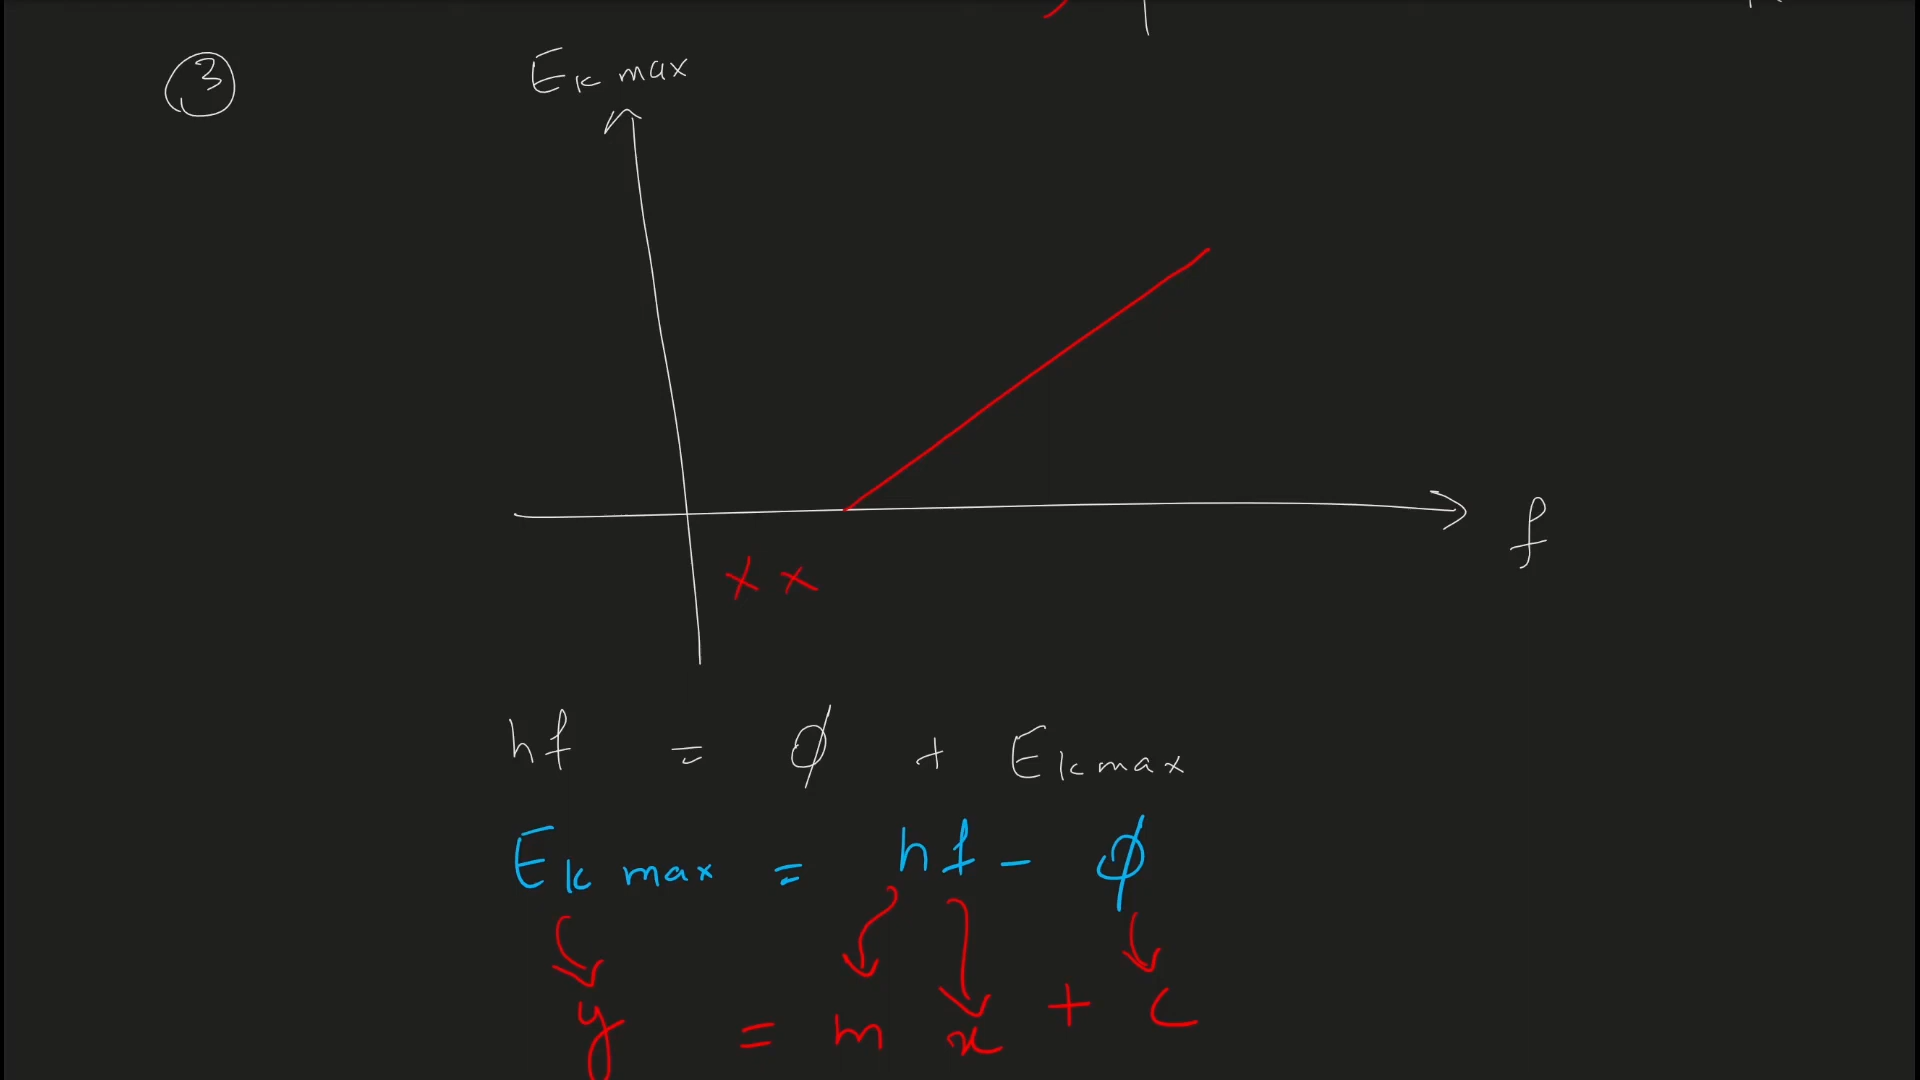 ③
Ek max
f
x x
hf = ϕ + Ek max
Ek max = hf - ϕ
y = m x + c